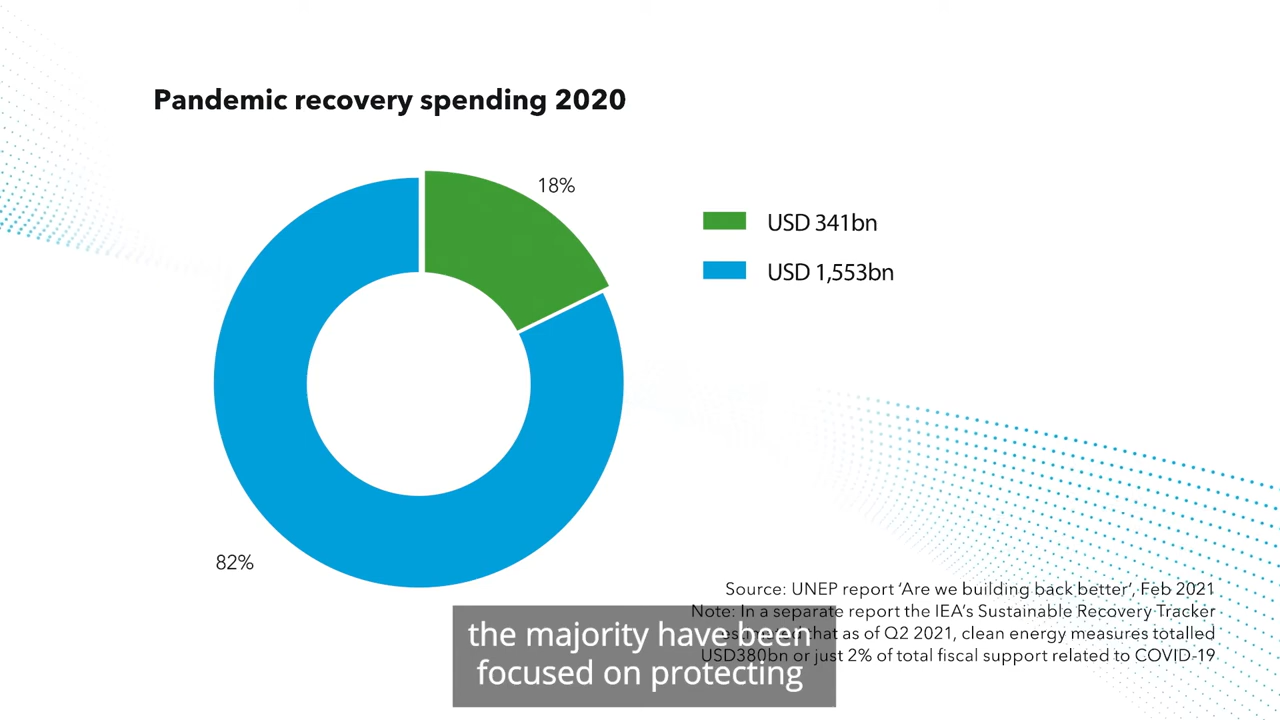 Pandemic recovery spending 2020
18%
USD 341bn
USD 1,553bn
82%
Source: UNEP report ‘Are we building back better’, Feb 2021
Note: In a separate report the IEA’s Sustainable Recovery Tracker
estimated that as of Q2 2021, clean energy measures totalled
USD380bn or just 2% of total fiscal support related to COVID-19
the majority have been
focused on protecting